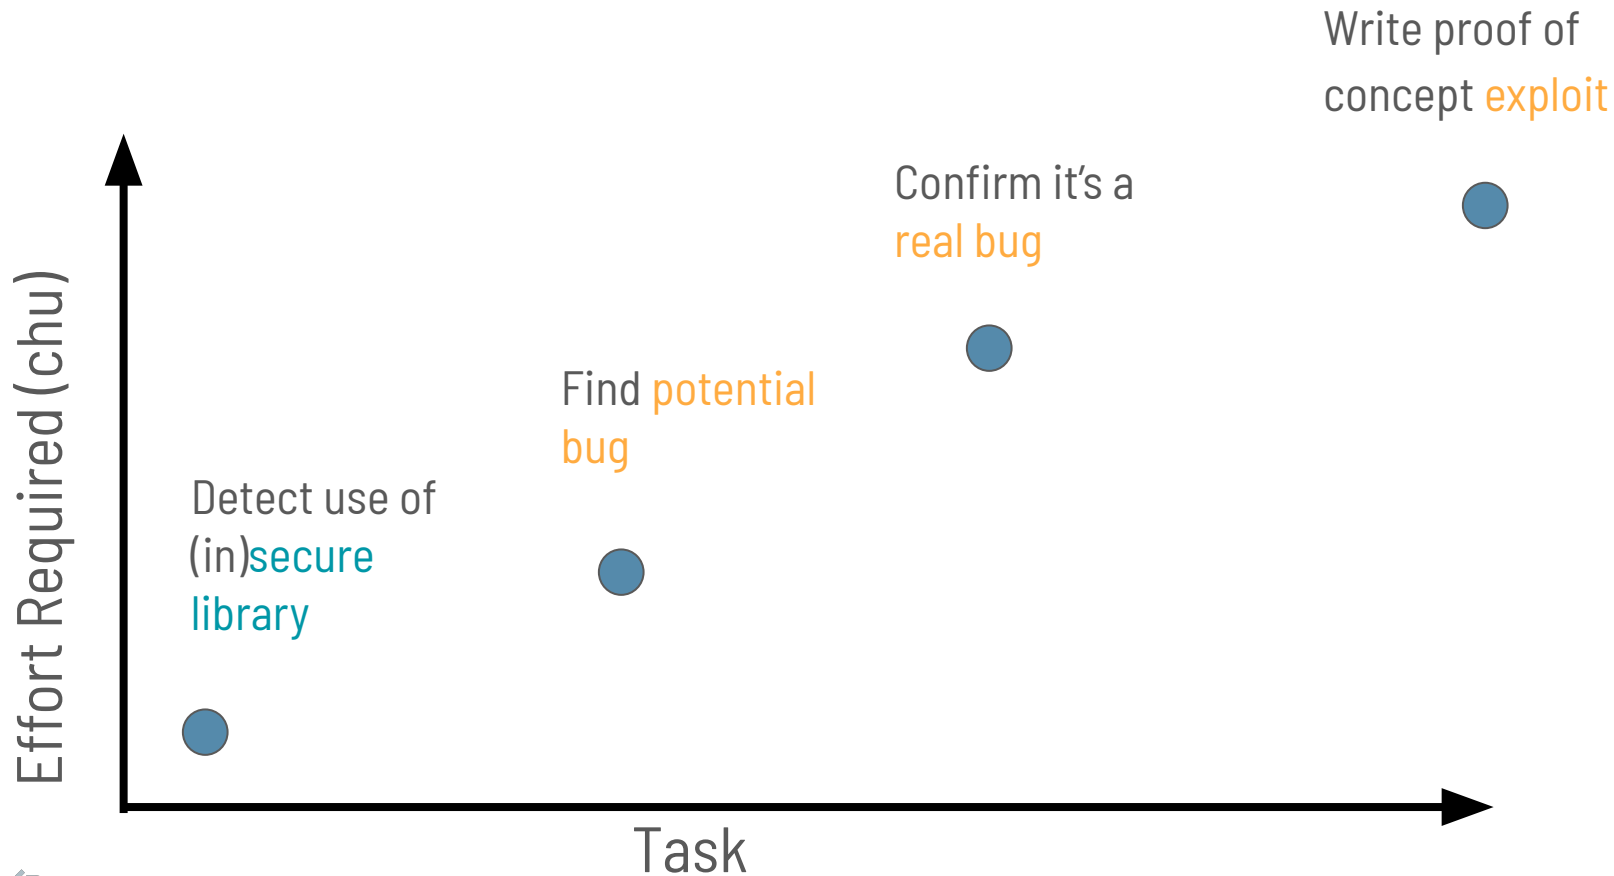 Write proof of
concept exploit
Confirm it's a
real bug
Find potential
bug
Detect use of
(in)secure
library
Effort Required (chu)
Task